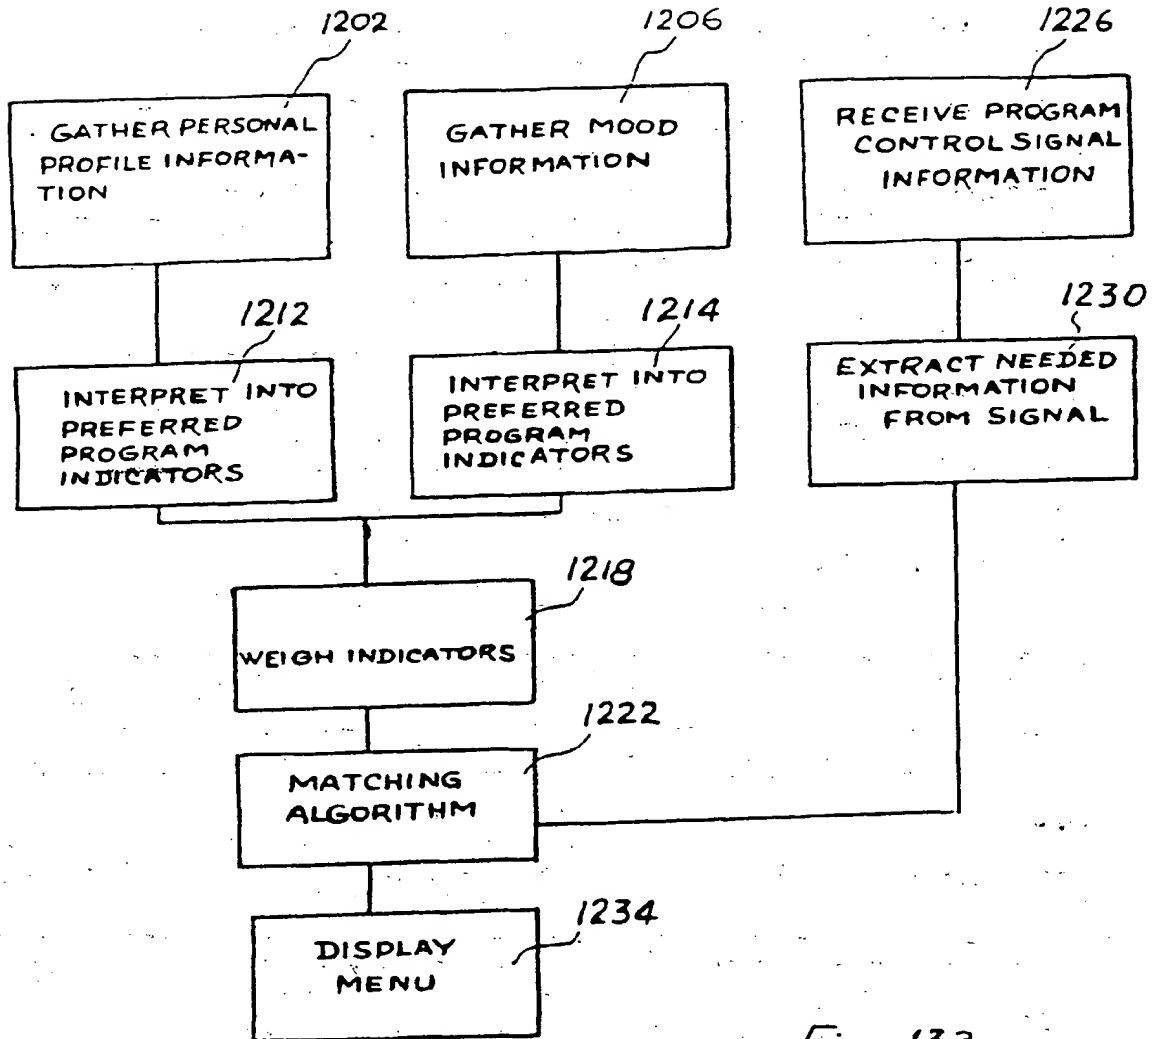 1202
1206
1226
GATHER PERSONAL
PROFILE INFORMA-
TION
GATHER MOOD
INFORMATION
RECEIVE PROGRAM
CONTROL SIGNAL
INFORMATION
1212
1214
1230
INTERPRET INTO
PREFERRED
PROGRAM
INDICATORS
INTERPRET INTO
PREFERRED
PROGRAM
INDICATORS
EXTRACT NEEDED
INFORMATION
FROM SIGNAL
1218
WEIGH INDICATORS
1222
MATCHING
ALGORITHM
1234
DISPLAY
MENU